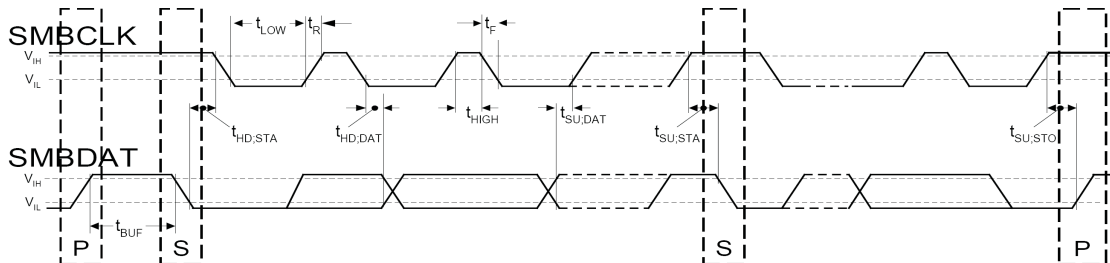 tLOW tR tF
SMBCLK
VIH
VIL
tHD;STA tHD;DAT tHIGH tSU;DAT tSU;STA tSU;STO
SMBDAT
VIH
VIL
tBUF
P S S P